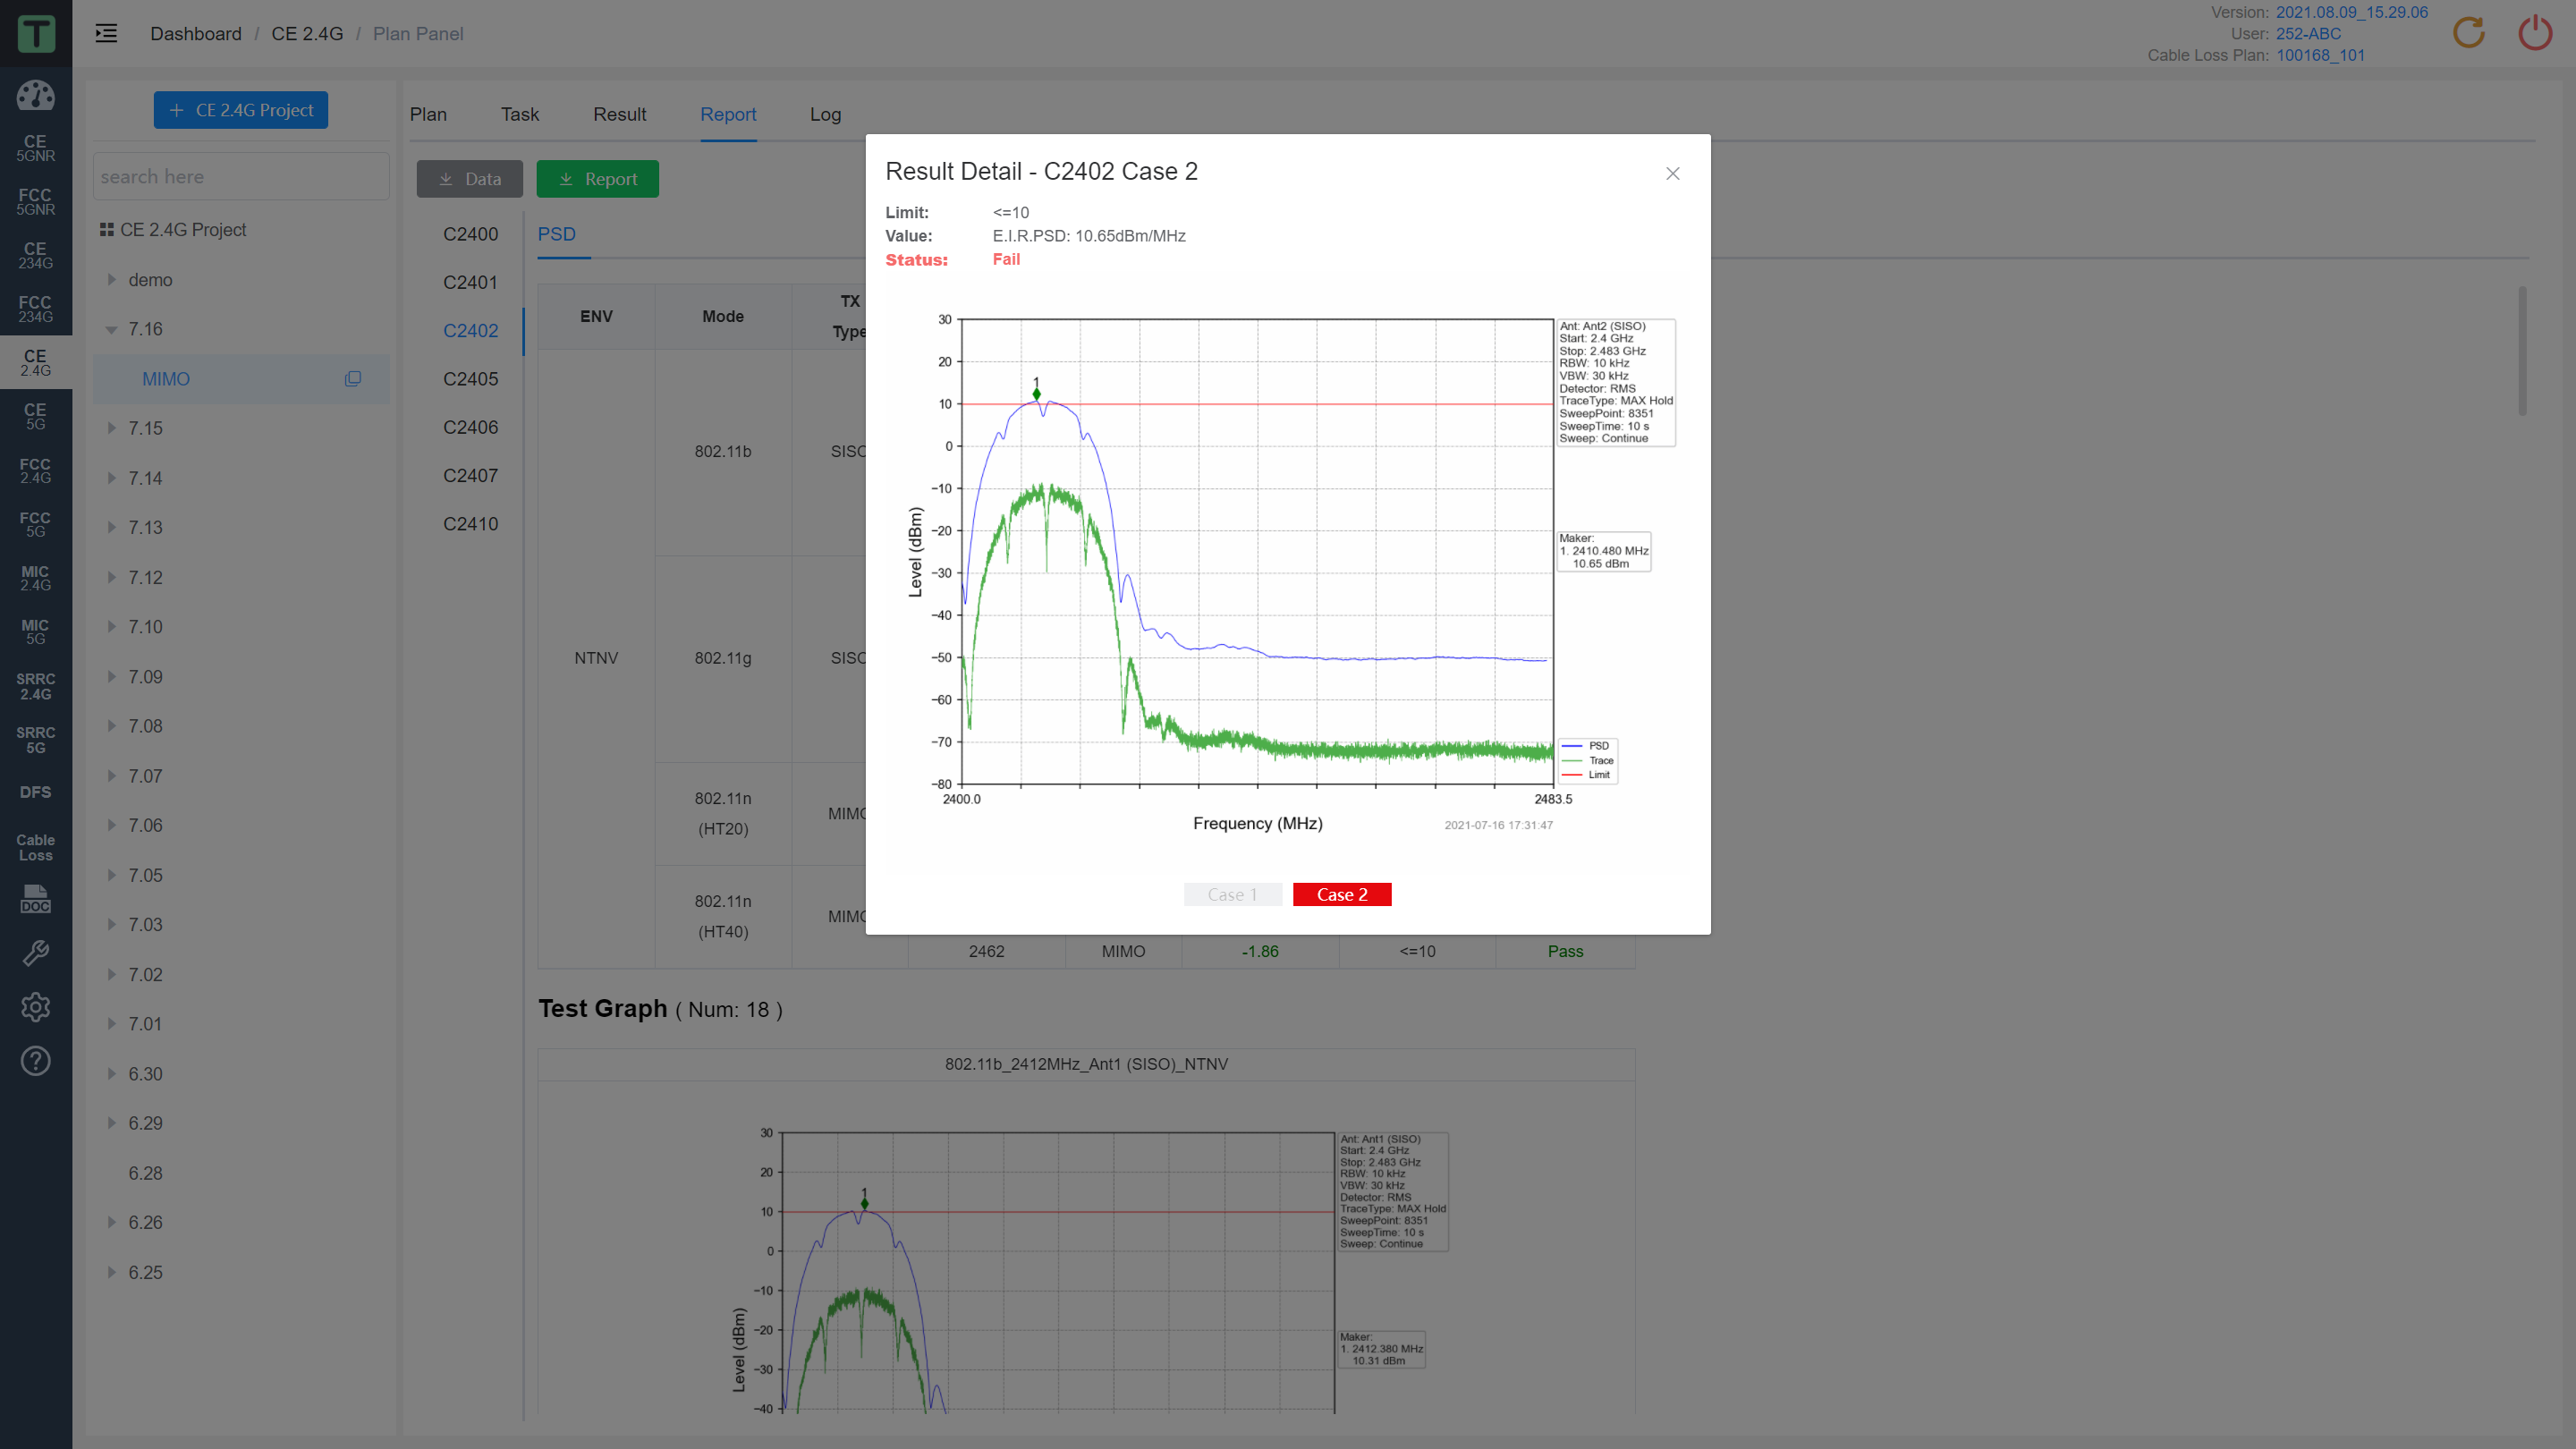 T
Dashboard / CE 2.4G / Plan Panel
Version: 2021.08.09_15.29.06
User: 252-ABC
Cable Loss Plan: 100168_101
CE
5GNR
FCC
5GNR
CE
234G
FCC
234G
CE
2.4G
CE
5G
FCC
2.4G
FCC
5G
MIC
2.4G
MIC
5G
SRRC
2.4G
SRRC
5G
DFS
Cable
Loss
DOC
+ CE 2.4G Project
search here
CE 2.4G Project
demo
7.16
MIMO
7.15
7.14
7.13
7.12
7.10
7.09
7.08
7.07
7.06
7.05
7.03
7.02
7.01
6.30
6.29
6.28
6.26
6.25
Plan Task Result Report Log
Data Report
C2400
C2401
C2402
C2405
C2406
C2407
C2410
PSD
ENV Mode TX
Type
NTNV
802.11b SISO
802.11g SISO
802.11n
(HT20)
MIMO
802.11n
(HT40)
MIMO
2462 MIMO -1.86 <=10 Pass
Result Detail - C2402 Case 2
Limit: <=10
Value: E.I.R.PSD: 10.65dBm/MHz
Status: Fail
30
20
10
0
−10
−20
−30
−40
−50
−60
−70
−80
Level (dBm)
1
2400.0 2483.5
Frequency (MHz)
2021-07-16 17:31:47
Ant: Ant2 (SISO)
Start: 2.4 GHz
Stop: 2.483 GHz
RBW: 10 kHz
VBW: 30 kHz
Detector: RMS
TraceType: MAX Hold
SweepPoint: 8351
SweepTime: 10 s
Sweep: Continue
Maker:
1. 2410.480 MHz
10.65 dBm
PSD
Trace
Limit
Case 1 Case 2
Test Graph ( Num: 18 )
802.11b_2412MHz_Ant1 (SISO)_NTNV
30
20
10
0
−10
−20
−30
−40
Level (dBm)
1
Ant: Ant1 (SISO)
Start: 2.4 GHz
Stop: 2.483 GHz
RBW: 10 kHz
VBW: 30 kHz
Detector: RMS
TraceType: MAX Hold
SweepPoint: 8351
SweepTime: 10 s
Sweep: Continue
Maker:
1. 2412.380 MHz
10.31 dBm